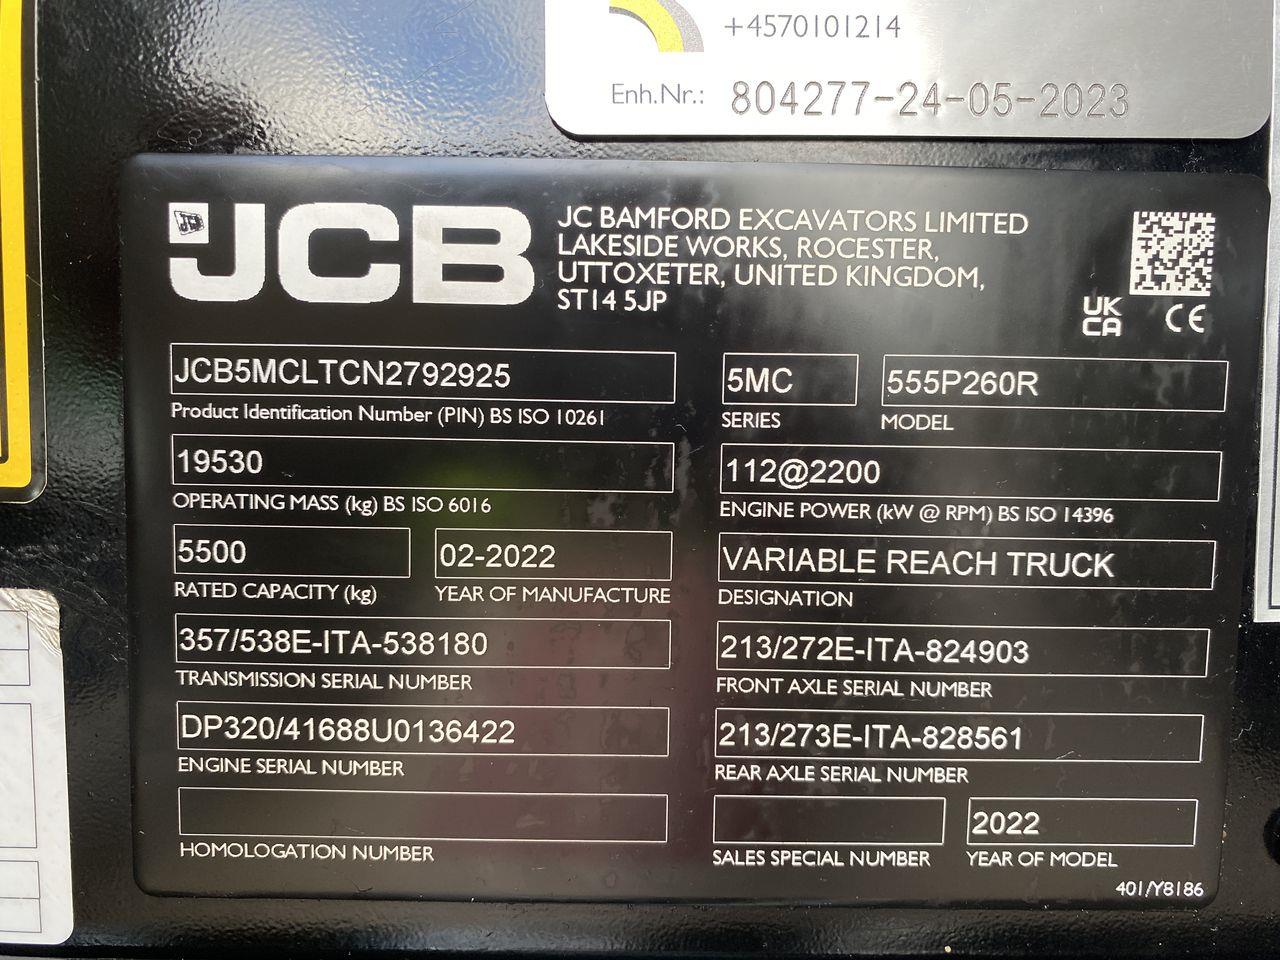 +4570101214
Enh.Nr.: 804277-24-05-2023
JCB
JC BAMFORD EXCAVATORS LIMITED
LAKESIDE WORKS, ROCESTER,
UTTOXETER, UNITED KINGDOM,
ST14 5JP
UK
CA CE
JCB5MCLTCN2792925 5MC 555P260R
Product Identification Number (PIN) BS ISO 10261 SERIES MODEL
19530 112@2200
OPERATING MASS (kg) BS ISO 6016 ENGINE POWER (kW @ RPM) BS ISO 14396
5500 02-2022 VARIABLE REACH TRUCK
RATED CAPACITY (kg) YEAR OF MANUFACTURE DESIGNATION
357/538E-ITA-538180 213/272E-ITA-824903
TRANSMISSION SERIAL NUMBER FRONT AXLE SERIAL NUMBER
DP320/41688U0136422 213/273E-ITA-828561
ENGINE SERIAL NUMBER REAR AXLE SERIAL NUMBER
2022
HOMOLOGATION NUMBER SALES SPECIAL NUMBER YEAR OF MODEL
401/Y8186